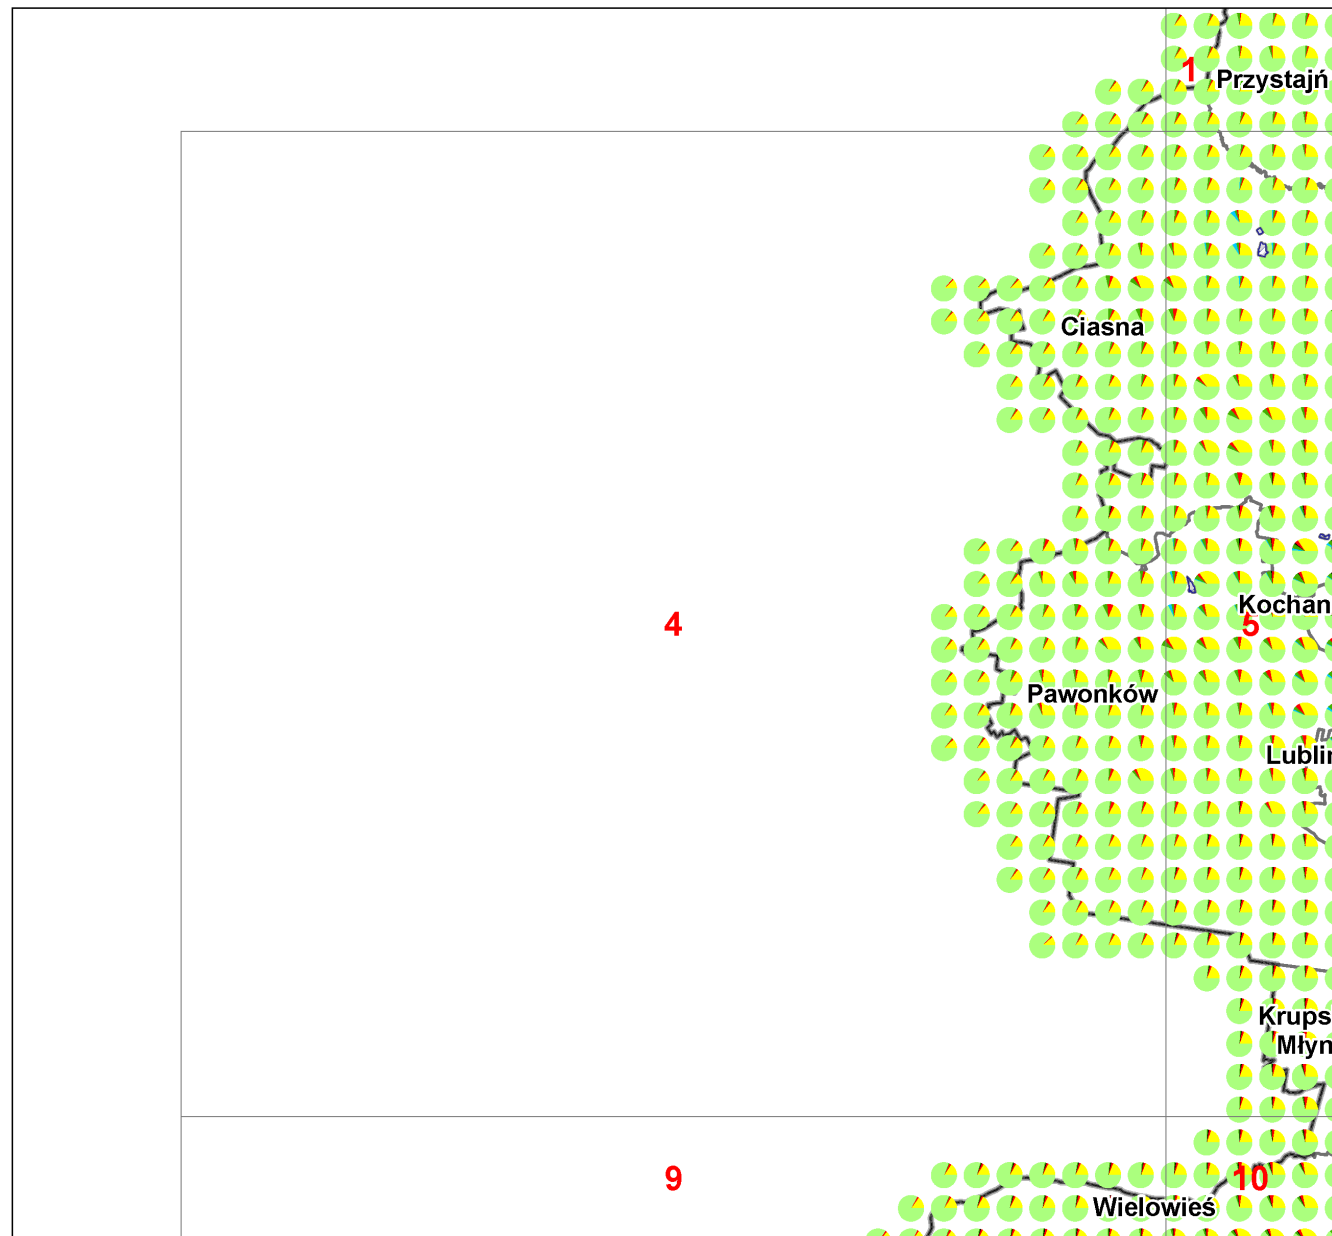 1
Przystajń
Ciasna
4
Kochan
5
Pawonków
Lublin
Krups
Młyn
9
10
Wielowieś